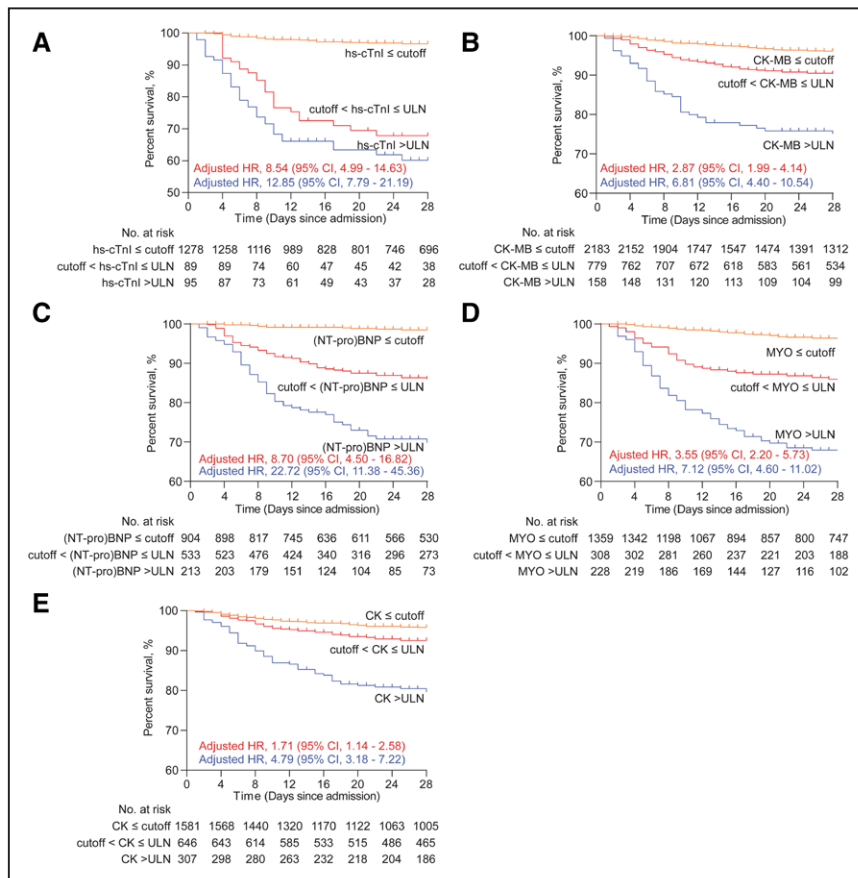 A
100
90
80
70
60
50
Percent survival, %
hs-cTnI ≤ cutoff
cutoff < hs-cTnI ≤ ULN
hs-cTnI >ULN
Adjusted HR, 8.54 (95% CI, 4.99 - 14.63)
Adjusted HR, 12.85 (95% CI, 7.79 - 21.19)
0 4 8 12 16 20 24 28
Time (Days since admission)
No. at risk
hs-cTnI ≤ cutoff 1278 1258 1116 989 828 801 746 696
cutoff < hs-cTnI ≤ ULN 89 89 74 60 47 45 42 38
hs-cTnI >ULN 95 87 73 61 49 43 37 28
B
100
90
80
70
60
Percent survival, %
CK-MB ≤ cutoff
cutoff < CK-MB ≤ ULN
CK-MB >ULN
Adjusted HR, 2.87 (95% CI, 1.99 - 4.14)
Adjusted HR, 6.81 (95% CI, 4.40 - 10.54)
0 4 8 12 16 20 24 28
Time (Days since admission)
No. at risk
CK-MB ≤ cutoff 2183 2152 1904 1747 1547 1474 1391 1312
cutoff < CK-MB ≤ ULN 779 762 707 672 618 583 561 534
CK-MB >ULN 158 148 131 120 113 109 104 99
C
100
90
80
70
60
Percent survival, %
(NT-pro)BNP ≤ cutoff
cutoff < (NT-pro)BNP ≤ ULN
(NT-pro)BNP >ULN
Adjusted HR, 8.70 (95% CI, 4.50 - 16.82)
Adjusted HR, 22.72 (95% CI, 11.38 - 45.36)
0 4 8 12 16 20 24 28
Time (Days since admission)
No. at risk
(NT-pro)BNP ≤ cutoff 904 898 817 745 636 611 566 530
cutoff < (NT-pro)BNP ≤ ULN 533 523 476 424 340 316 296 273
(NT-pro)BNP >ULN 213 203 179 151 124 104 85 73
D
100
90
80
70
60
Percent survival, %
MYO ≤ cutoff
cutoff < MYO ≤ ULN
MYO >ULN
Ajusted HR, 3.55 (95% CI, 2.20 - 5.73)
Adjusted HR, 7.12 (95% CI, 4.60 - 11.02)
0 4 8 12 16 20 24 28
Time (Days since admission)
No. at risk
MYO ≤ cutoff 1359 1342 1198 1067 894 857 800 747
cutoff < MYO ≤ ULN 308 302 281 260 237 221 203 188
MYO >ULN 228 219 186 169 144 127 116 102
E
100
90
80
70
60
Percent survival, %
CK ≤ cutoff
cutoff < CK ≤ ULN
CK >ULN
Adjusted HR, 1.71 (95% CI, 1.14 - 2.58)
Adjusted HR, 4.79 (95% CI, 3.18 - 7.22)
0 4 8 12 16 20 24 28
Time (Days since admission)
No. at risk
CK ≤ cutoff 1581 1568 1440 1320 1170 1122 1063 1005
cutoff < CK ≤ ULN 646 643 614 585 533 515 486 465
CK >ULN 307 298 280 263 232 218 204 186